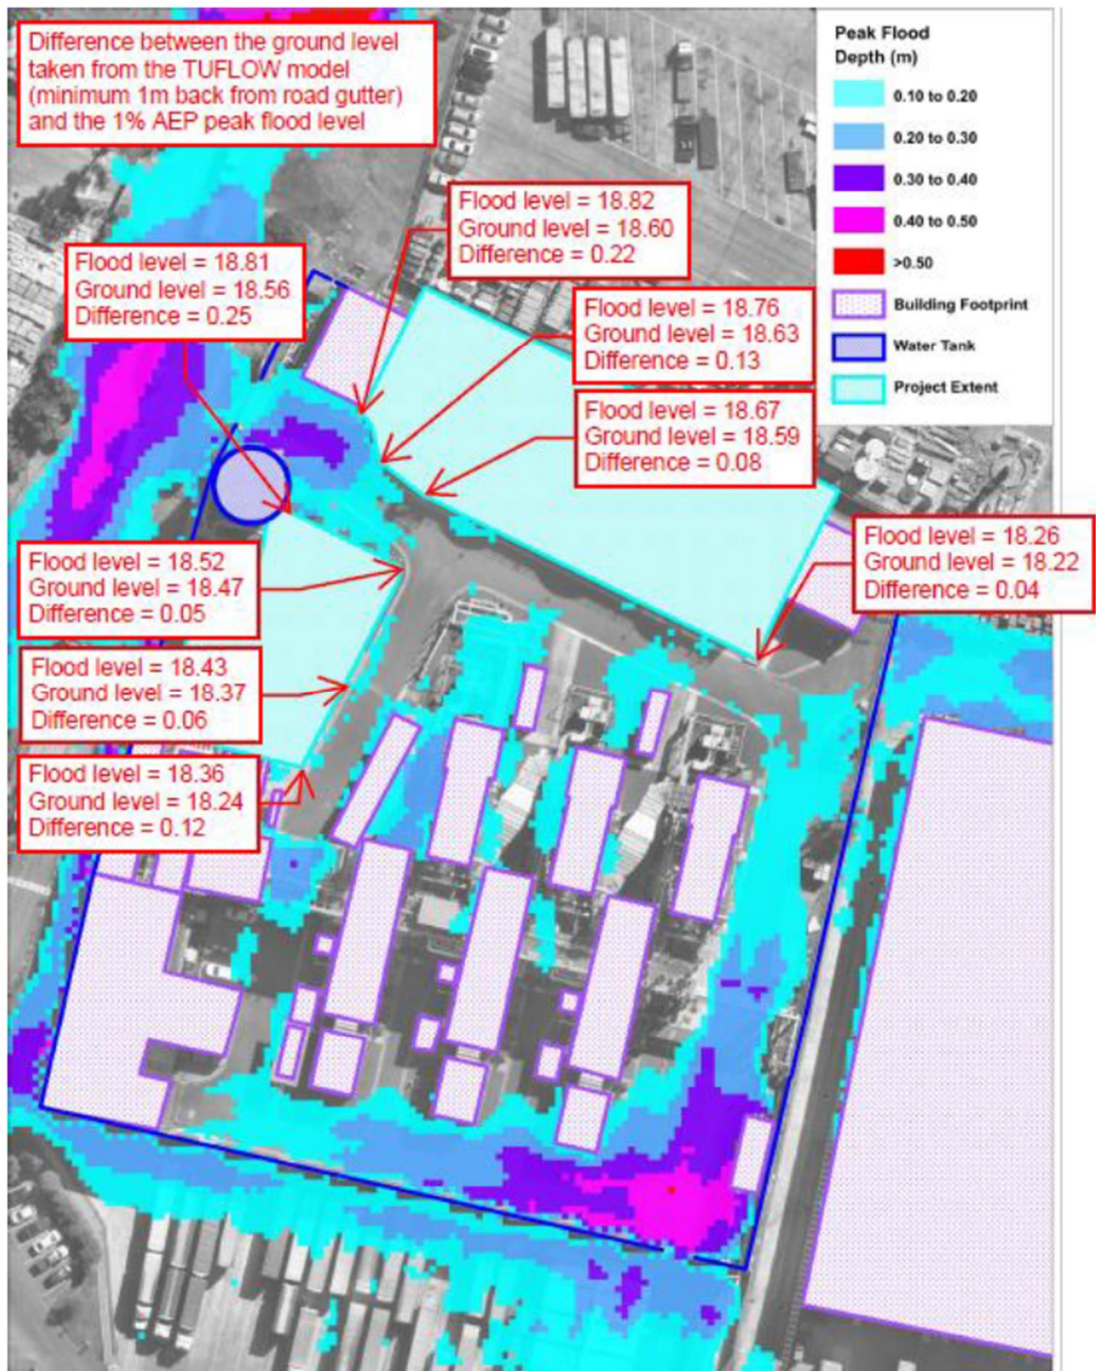 Difference between the ground level
taken from the TUFLOW model
(minimum 1m back from road gutter)
and the 1% AEP peak flood level
Peak Flood
Depth (m)
0.10 to 0.20
0.20 to 0.30
0.30 to 0.40
0.40 to 0.50
>0.50
Building Footprint
Water Tank
Project Extent
Flood level = 18.82
Ground level = 18.60
Difference = 0.22
Flood level = 18.81
Ground level = 18.56
Difference = 0.25
Flood level = 18.76
Ground level = 18.63
Difference = 0.13
Flood level = 18.67
Ground level = 18.59
Difference = 0.08
Flood level = 18.26
Ground level = 18.22
Difference = 0.04
Flood level = 18.52
Ground level = 18.47
Difference = 0.05
Flood level = 18.43
Ground level = 18.37
Difference = 0.06
Flood level = 18.36
Ground level = 18.24
Difference = 0.12